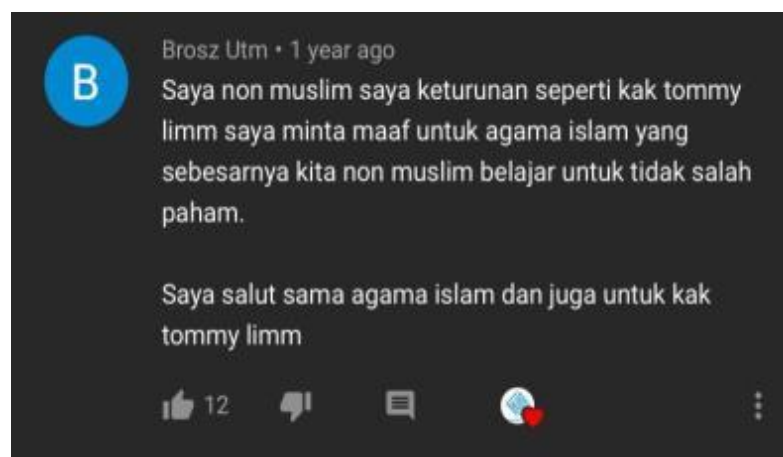 B
Brosz Utm • 1 year ago
Saya non muslim saya keturunan seperti kak tommy
limm saya minta maaf untuk agama islam yang
sebesarnya kita non muslim belajar untuk tidak salah
paham.
Saya salut sama agama islam dan juga untuk kak
tommy limm
12